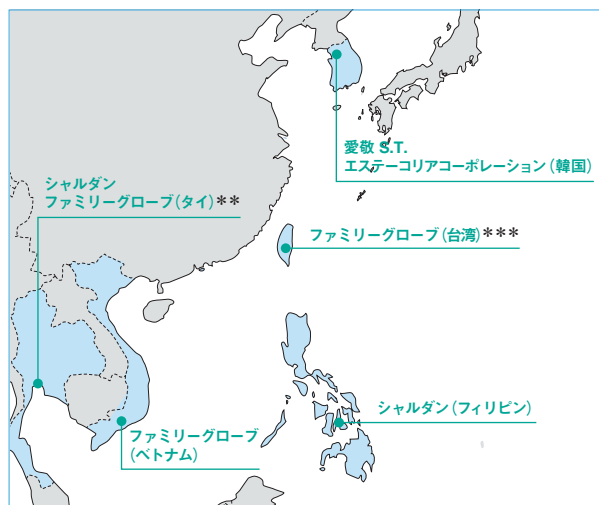 愛敬 S.T.
エステーコリアコーポレーション(韓国)
シャルダン
ファミリーグローブ(タイ)**
ファミリーグローブ(台湾)***
シャルダン(フィリピン)
ファミリーグローブ
(ベトナム)